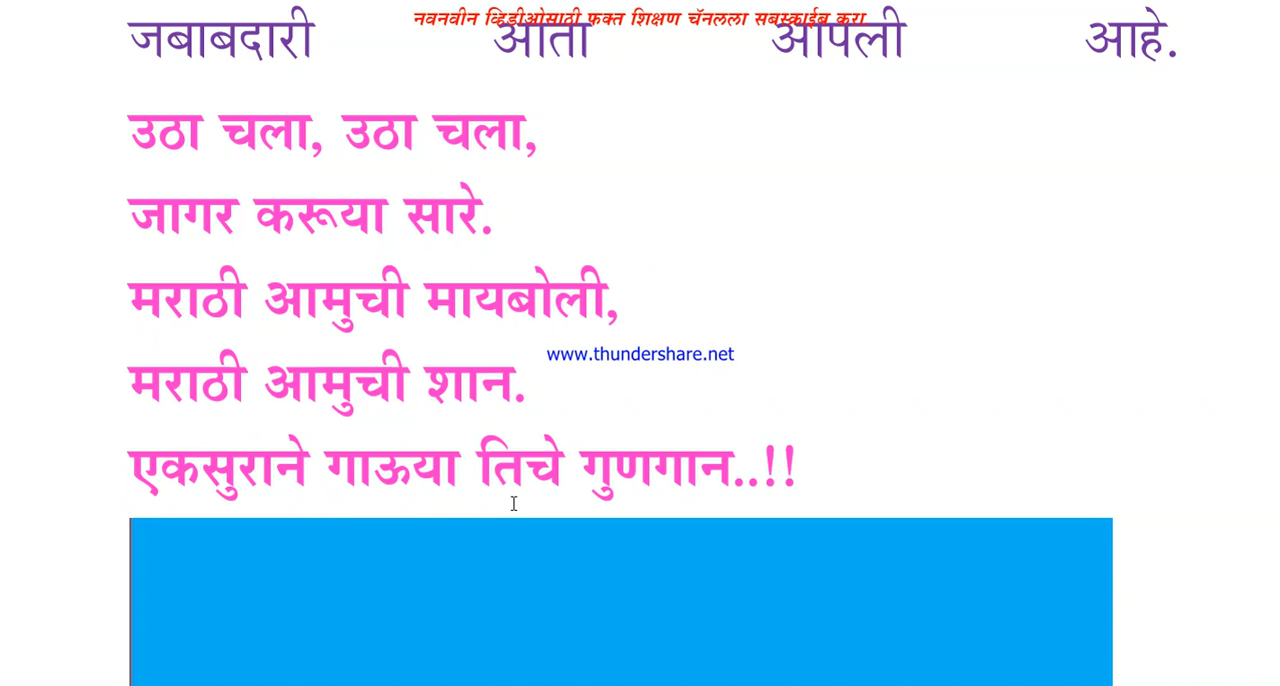 नवनवीन व्हिडीओसाठी फक्त शिक्षण चॅनलला सबस्क्राईब करा
जबाबदारी आता आपली आहे.
उठा चला, उठा चला,
जागर करूया सारे.
मराठी आमुची मायबोली,
www.thundershare.net
मराठी आमुची शान.
एकसुराने गाऊया तिचे गुणगान..!!